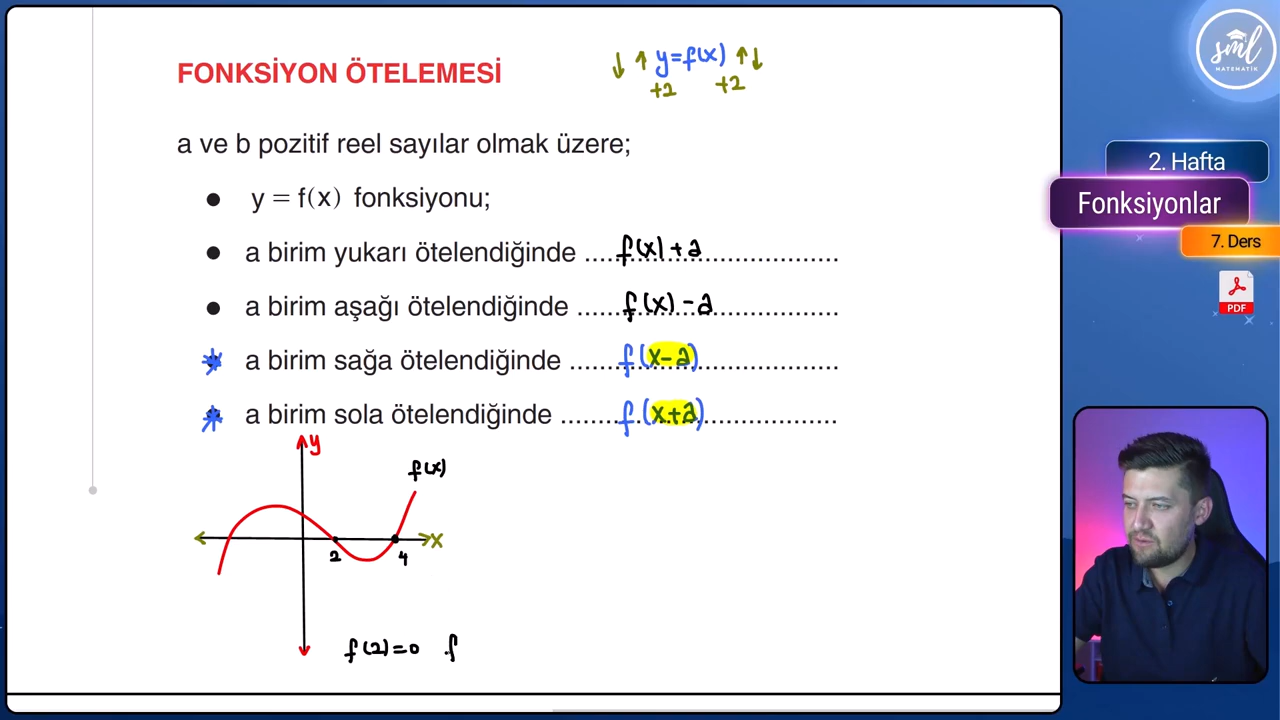 FONKSİYON ÖTELEMESİ
↓ ↑ y=f(x) ↑ ↓
+2 +2
a ve b pozitif reel sayılar olmak üzere;
● y = f(x) fonksiyonu;
● a birim yukarı ötelendiğinde .... f(x)+a ....
● a birim aşağı ötelendiğinde .... f(x)-a ....
● a birim sağa ötelendiğinde .... f(x-a) ....
● a birim sola ötelendiğinde .... f(x+a) ....
y
f(x)
x
2
4
f(2)=0 f
sml
MATEMATİK
2. Hafta
Fonksiyonlar
7. Ders
PDF